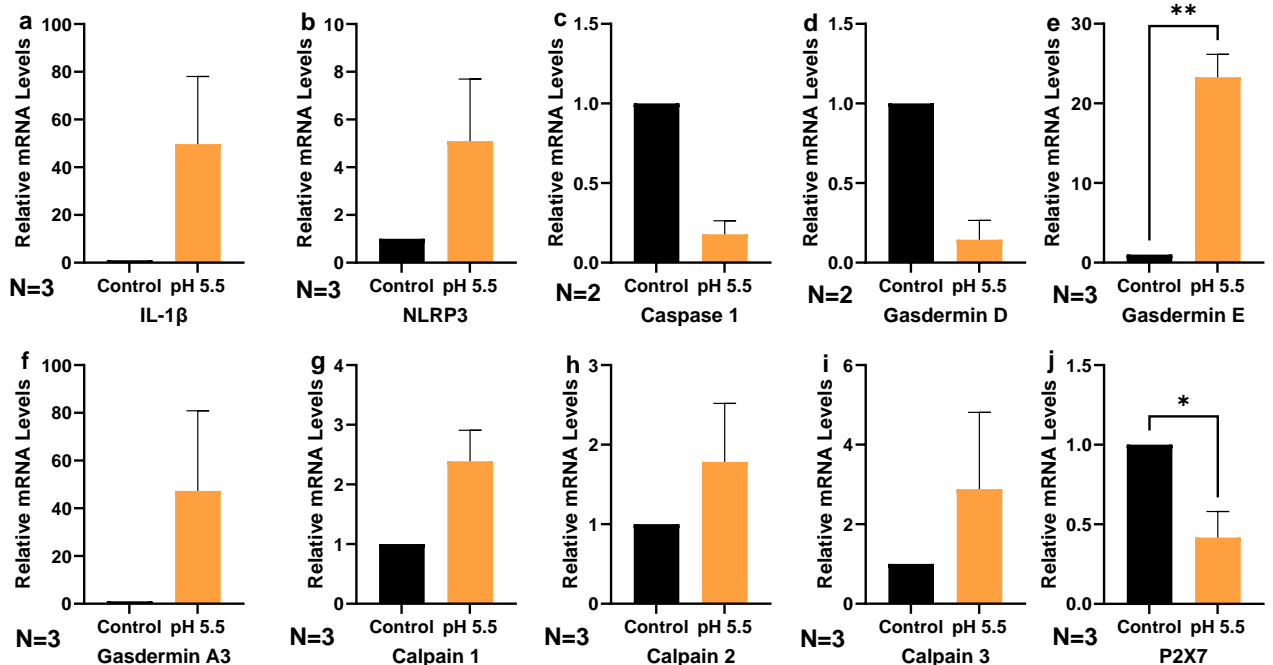 a
Relative mRNA Levels
100
80
60
40
20
0
Control pH 5.5
N=3
IL-1β
b
Relative mRNA Levels
10
8
6
4
2
0
Control pH 5.5
N=3
NLRP3
c
Relative mRNA Levels
1.5
1.0
0.5
0.0
Control pH 5.5
N=2
Caspase 1
d
Relative mRNA Levels
1.5
1.0
0.5
0.0
Control pH 5.5
N=2
Gasdermin D
e
Relative mRNA Levels
30
20
10
0
**
Control pH 5.5
N=3
Gasdermin E
f
Relative mRNA Levels
100
80
60
40
20
0
Control pH 5.5
N=3
Gasdermin A3
g
Relative mRNA Levels
4
3
2
1
0
Control pH 5.5
N=3
Calpain 1
h
Relative mRNA Levels
3
2
1
0
Control pH 5.5
N=3
Calpain 2
i
Relative mRNA Levels
6
4
2
0
Control pH 5.5
N=3
Calpain 3
j
Relative mRNA Levels
1.5
1.0
0.5
0.0
*
Control pH 5.5
N=3
P2X7